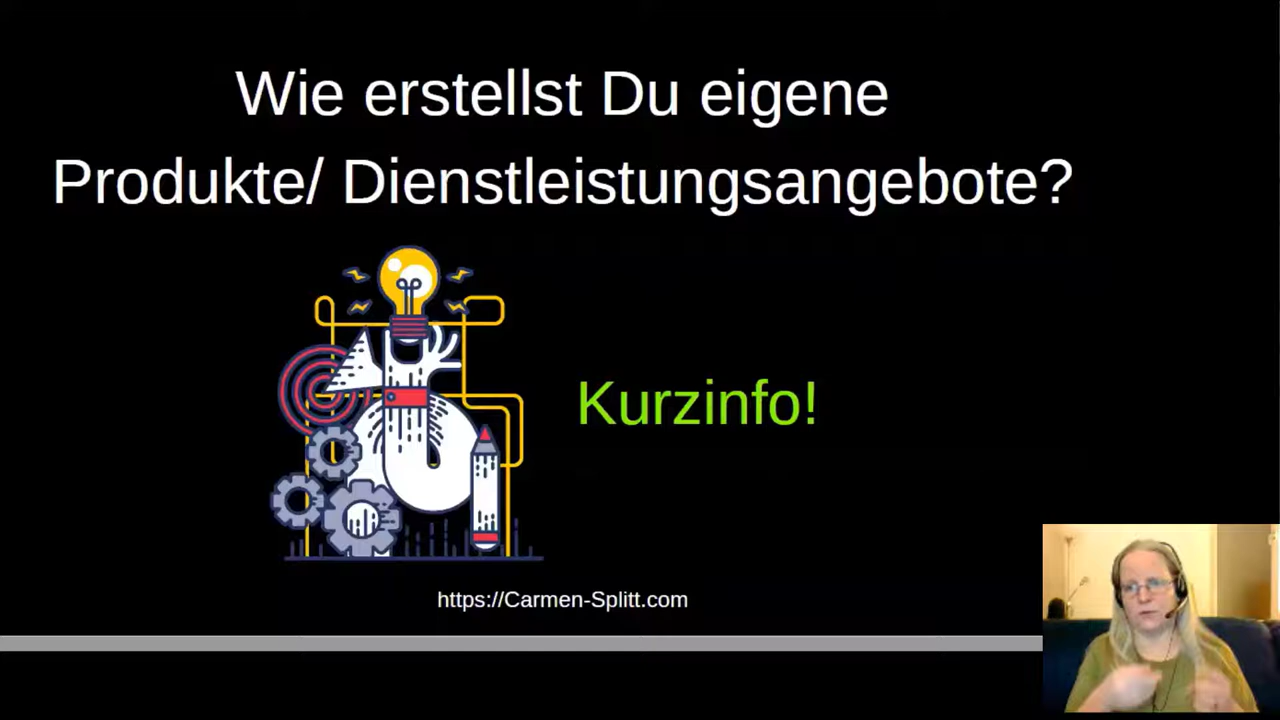 Wie erstellst Du eigene
Produkte/ Dienstleistungsangebote?
Kurzinfo!
https://Carmen-Splitt.com